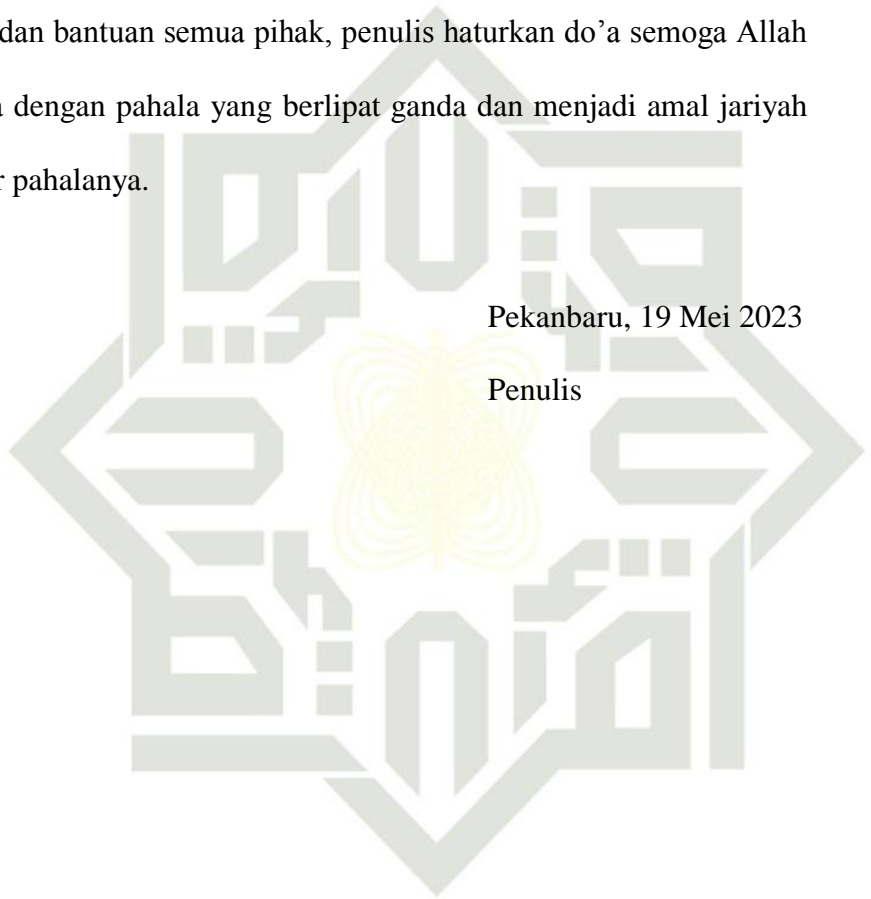 dan bantuan semua pihak, penulis haturkan do’a semoga Allah
dengan pahala yang berlipat ganda dan menjadi amal jariyah
pahalanya.
Pekanbaru, 19 Mei 2023
Penulis